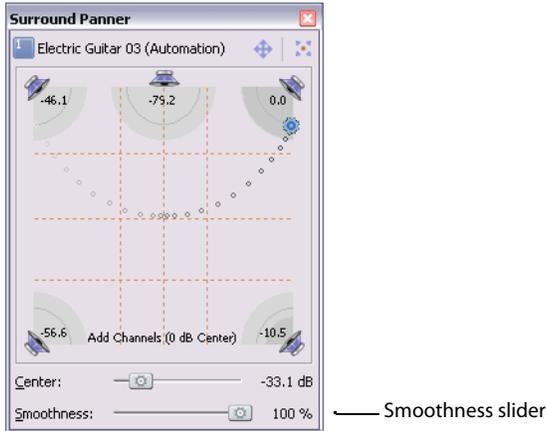 Surround Panner
1 Electric Guitar 03 (Automation)
-46.1 -79.2 0.0
-56.6 Add Channels (0 dB Center) -10.5
Center: -33.1 dB
Smoothness: 100 % Smoothness slider